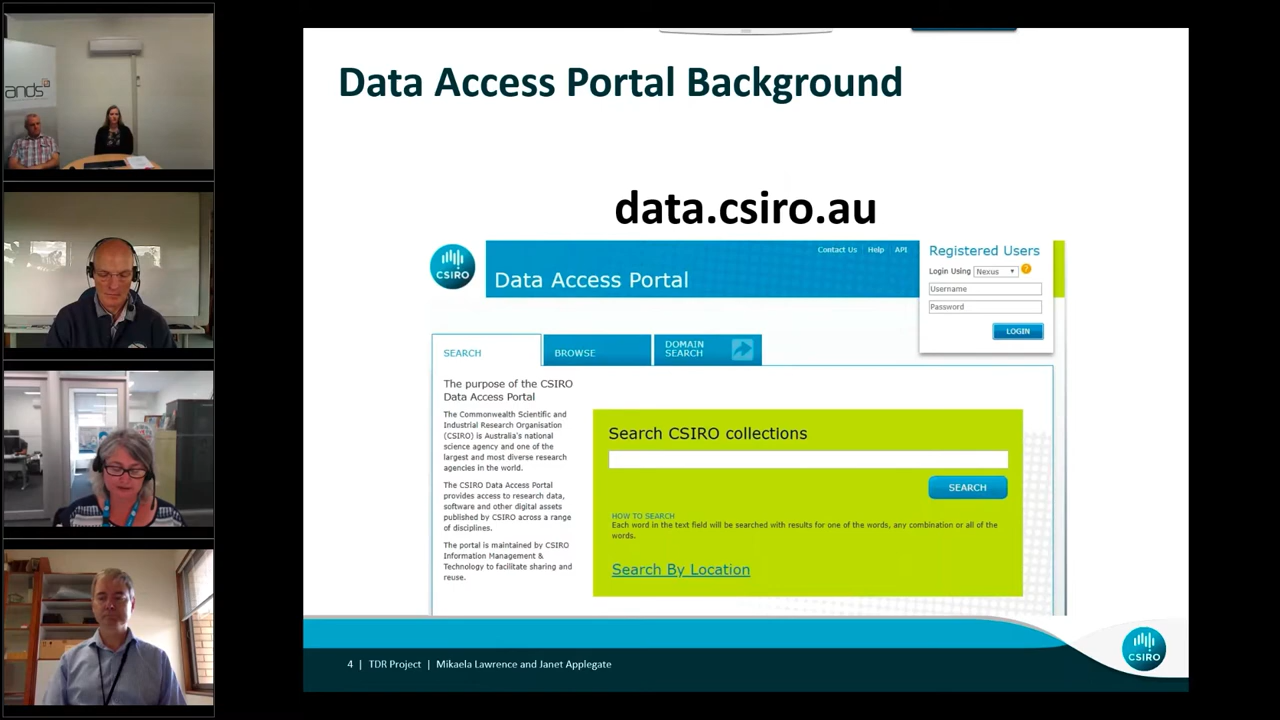 ands
Data Access Portal Background
data.csiro.au
CSIRO
Data Access Portal
Contact Us Help API
Registered Users
Login Using Nexus ?
Username
Password
LOGIN
SEARCH
BROWSE
DOMAIN
SEARCH
The purpose of the CSIRO
Data Access Portal
The Commonwealth Scientific and
Industrial Research Organisation
(CSIRO) is Australia's national
science agency and one of the
largest and most diverse research
agencies in the world.
The CSIRO Data Access Portal
provides access to research data,
software and other digital assets
published by CSIRO across a range
of disciplines.
The portal is maintained by CSIRO
Information Management &
Technology to facilitate sharing and
reuse.
Search CSIRO collections
SEARCH
HOW TO SEARCH
Each word in the text field will be searched with results for one of the words, any combination or all of the
words.
Search By Location
4 | TDR Project | Mikaela Lawrence and Janet Applegate
CSIRO